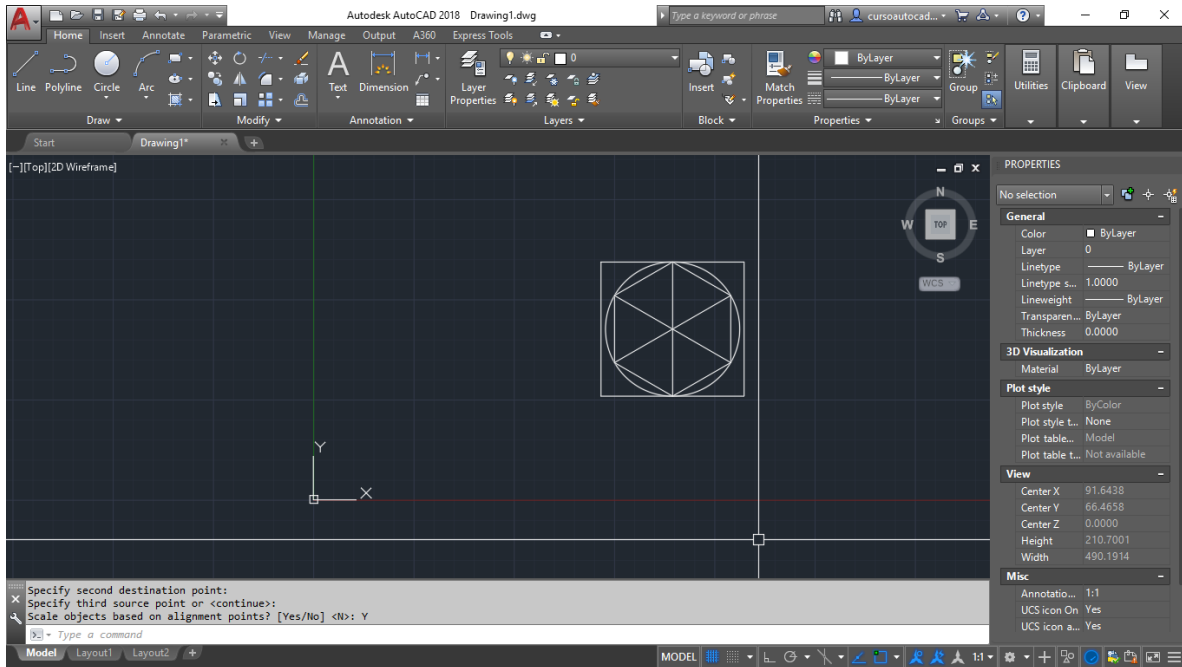 Autodesk AutoCAD 2018 Drawing1.dwg
Type a keyword or phrase
cursoautocad...
Home Insert Annotate Parametric View Manage Output A360 Express Tools
Line Polyline Circle Arc
Draw
Modify
Text Dimension
Annotation
Layer
Properties
0
Layers
Insert
Block
Match
Properties
ByLayer
ByLayer
ByLayer
Properties
Group
Groups
Utilities
Clipboard
View
Start Drawing1*
[−][Top][2D Wireframe]
N
W TOP E
S
WCS
Y
X
PROPERTIES
No selection
General
Color ByLayer
Layer 0
Linetype ByLayer
Linetype s... 1.0000
Lineweight ByLayer
Transparen... ByLayer
Thickness 0.0000
3D Visualization
Material ByLayer
Plot style
Plot style ByColor
Plot style t... None
Plot table... Model
Plot table t... Not available
View
Center X 91.6438
Center Y 66.4658
Center Z 0.0000
Height 210.7001
Width 490.1914
Misc
Annotatio... 1:1
UCS icon On Yes
UCS icon a... Yes
Specify second destination point:
Specify third source point or <continue>:
Scale objects based on alignment points? [Yes/No] <N>: Y
Type a command
Model Layout1 Layout2 +
MODEL 1:1